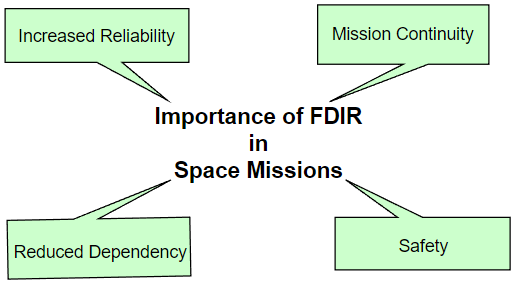 Increased Reliability
Mission Continuity
Importance of FDIR
in
Space Missions
Reduced Dependency
Safety